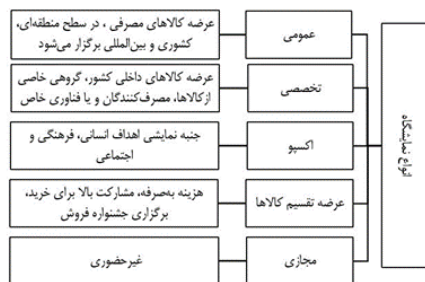 انواع نمایشگاه
عمومی
عرضه کالاهای مصرفی ، در سطح منطقه‌ای،
کشوری و بین‌المللی برگزار می‌شود
تخصصی
عرضه کالاهای داخلی کشور، گروهی خاصی
ازکالاها، مصرف‌کنندگان و یا فناوری خاص
اکسپو
جنبه نمایشی اهداف انسانی، فرهنگی و
اجتماعی
عرضه تقسیم کالاها
هزینه به‌صرفه، مشارکت بالا برای خرید،
برگزاری جشنواره فروش
مجازی
غیرحضوری